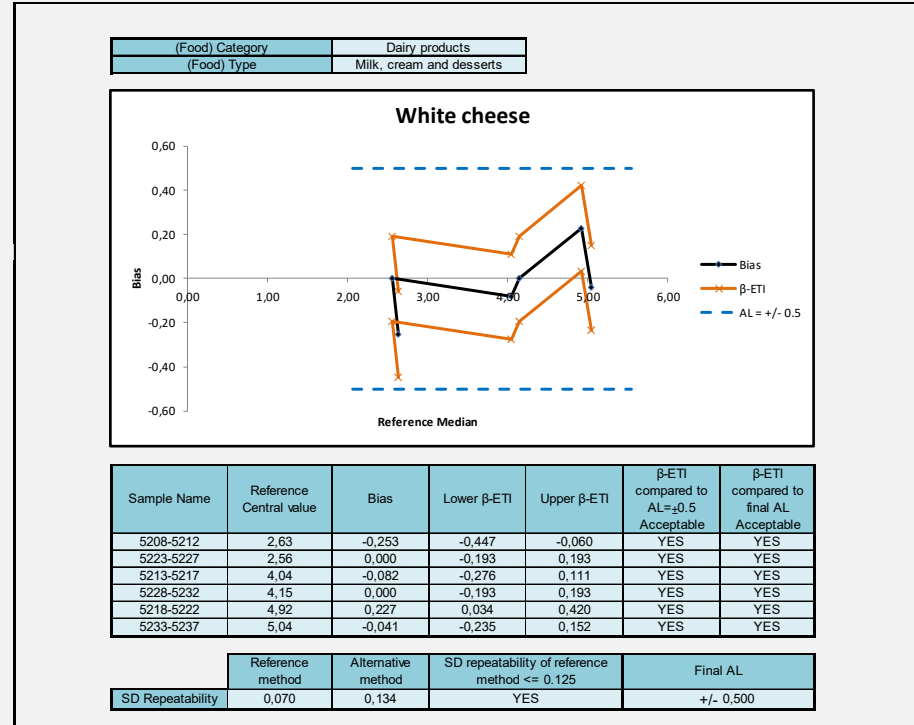 (Food) Category Dairy products
(Food) Type Milk, cream and desserts
White cheese
0,60
0,40
0,20
0,00
-0,20
-0,40
-0,60
Bias
0,00 1,00 2,00 3,00 4,00 5,00 6,00
Reference Median
Bias
β-ETI
AL = +/- 0.5
Sample Name Reference Central value Bias Lower β-ETI Upper β-ETI β-ETI compared to AL=±0.5 Acceptable β-ETI compared to final AL Acceptable
5208-5212 2,63 -0,253 -0,447 -0,060 YES YES
5223-5227 2,56 0,000 -0,193 0,193 YES YES
5213-5217 4,04 -0,082 -0,276 0,111 YES YES
5228-5232 4,15 0,000 -0,193 0,193 YES YES
5218-5222 4,92 0,227 0,034 0,420 YES YES
5233-5237 5,04 -0,041 -0,235 0,152 YES YES
Reference method Alternative method SD repeatability of reference method <= 0.125 Final AL
SD Repeatability 0,070 0,134 YES +/- 0,500